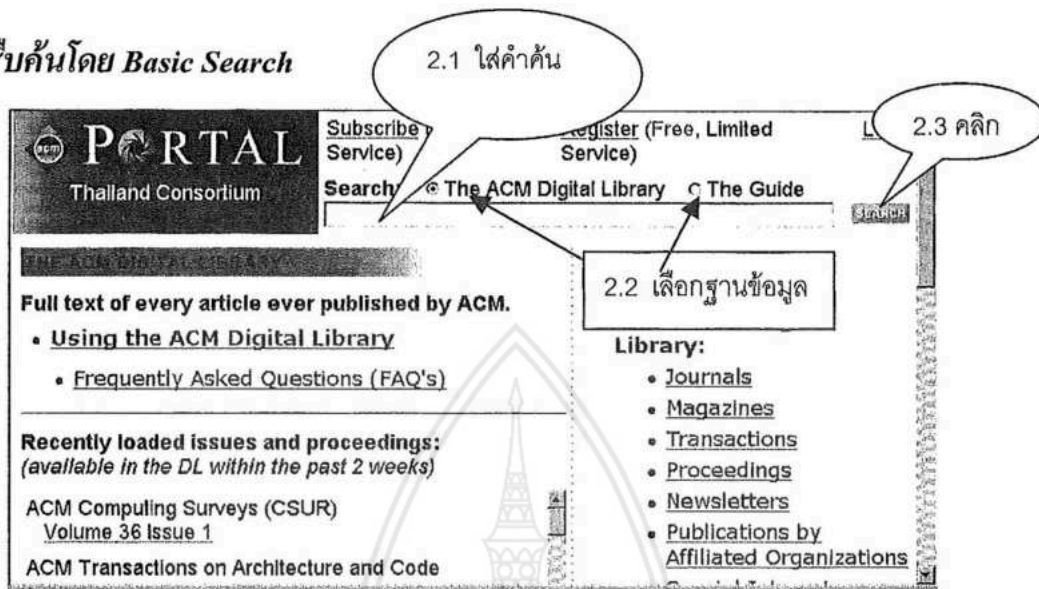 บค้นโดย Basic Search
2.1 ใส่คำค้น
2.3 คลิก
acm PORTAL
Thailand Consortium
Subscribe
Register (Free, Limited
Service)
Service)
Search: The ACM Digital Library The Guide
SEARCH
2.2 เลือกฐานข้อมูล
THE ACM DIGITAL LIBRARY
Full text of every article ever published by ACM.
Using the ACM Digital Library
Frequently Asked Questions (FAQ's)
Recently loaded issues and proceedings:
(available in the DL within the past 2 weeks)
ACM Computing Surveys (CSUR)
Volume 36 Issue 1
ACM Transactions on Architecture and Code
Library:
Journals
Magazines
Transactions
Proceedings
Newsletters
Publications by
Affiliated Organizations